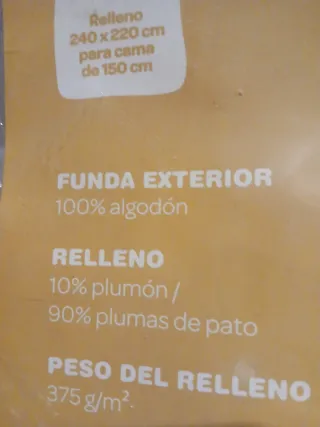 Relleno
240 x 220 cm
para cama
de 150 cm
FUNDA EXTERIOR
100% algodón
RELLENO
10% plumón /
90% plumas de pato
PESO DEL RELLENO
375 g/m².